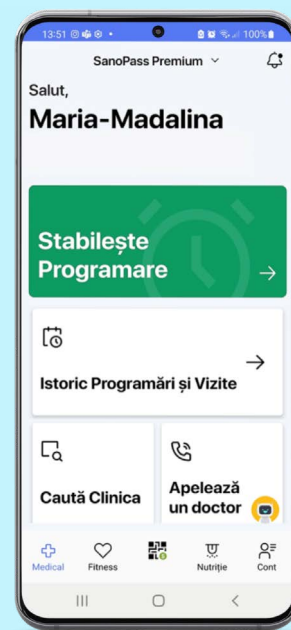 13:51
100%
SanoPass Premium
Salut,
Maria-Madalina
Stabilește
Programare
Istoric Programări și Vizite
Caută Clinica
Apelează
un doctor
Medical
Fitness
Nutriție
Cont